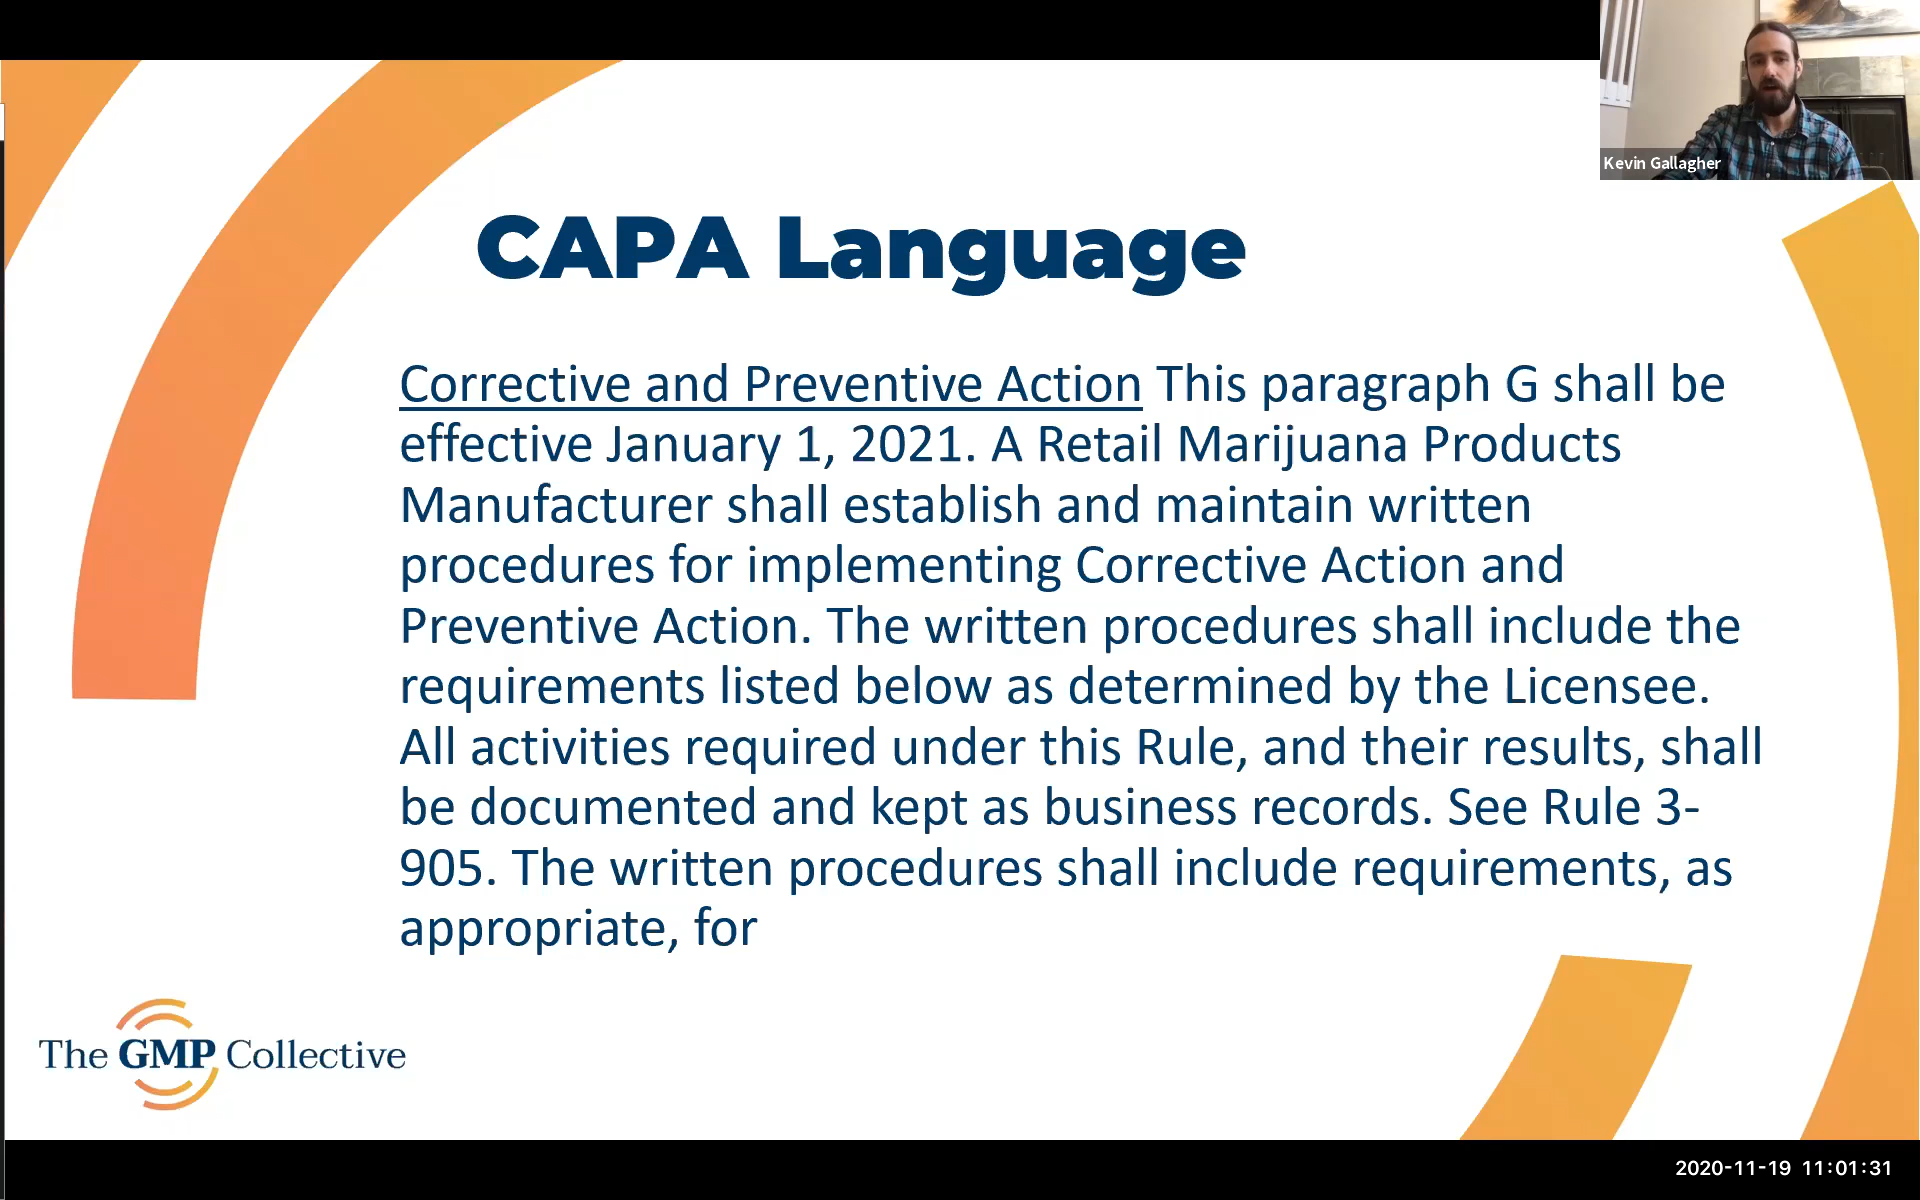 Kevin Gallagher
CAPA Language
Corrective and Preventive Action This paragraph G shall be
effective January 1, 2021. A Retail Marijuana Products
Manufacturer shall establish and maintain written
procedures for implementing Corrective Action and
Preventive Action. The written procedures shall include the
requirements listed below as determined by the Licensee.
All activities required under this Rule, and their results, shall
be documented and kept as business records. See Rule 3-
905. The written procedures shall include requirements, as
appropriate, for
The GMP Collective
2020-11-19 11:01:31